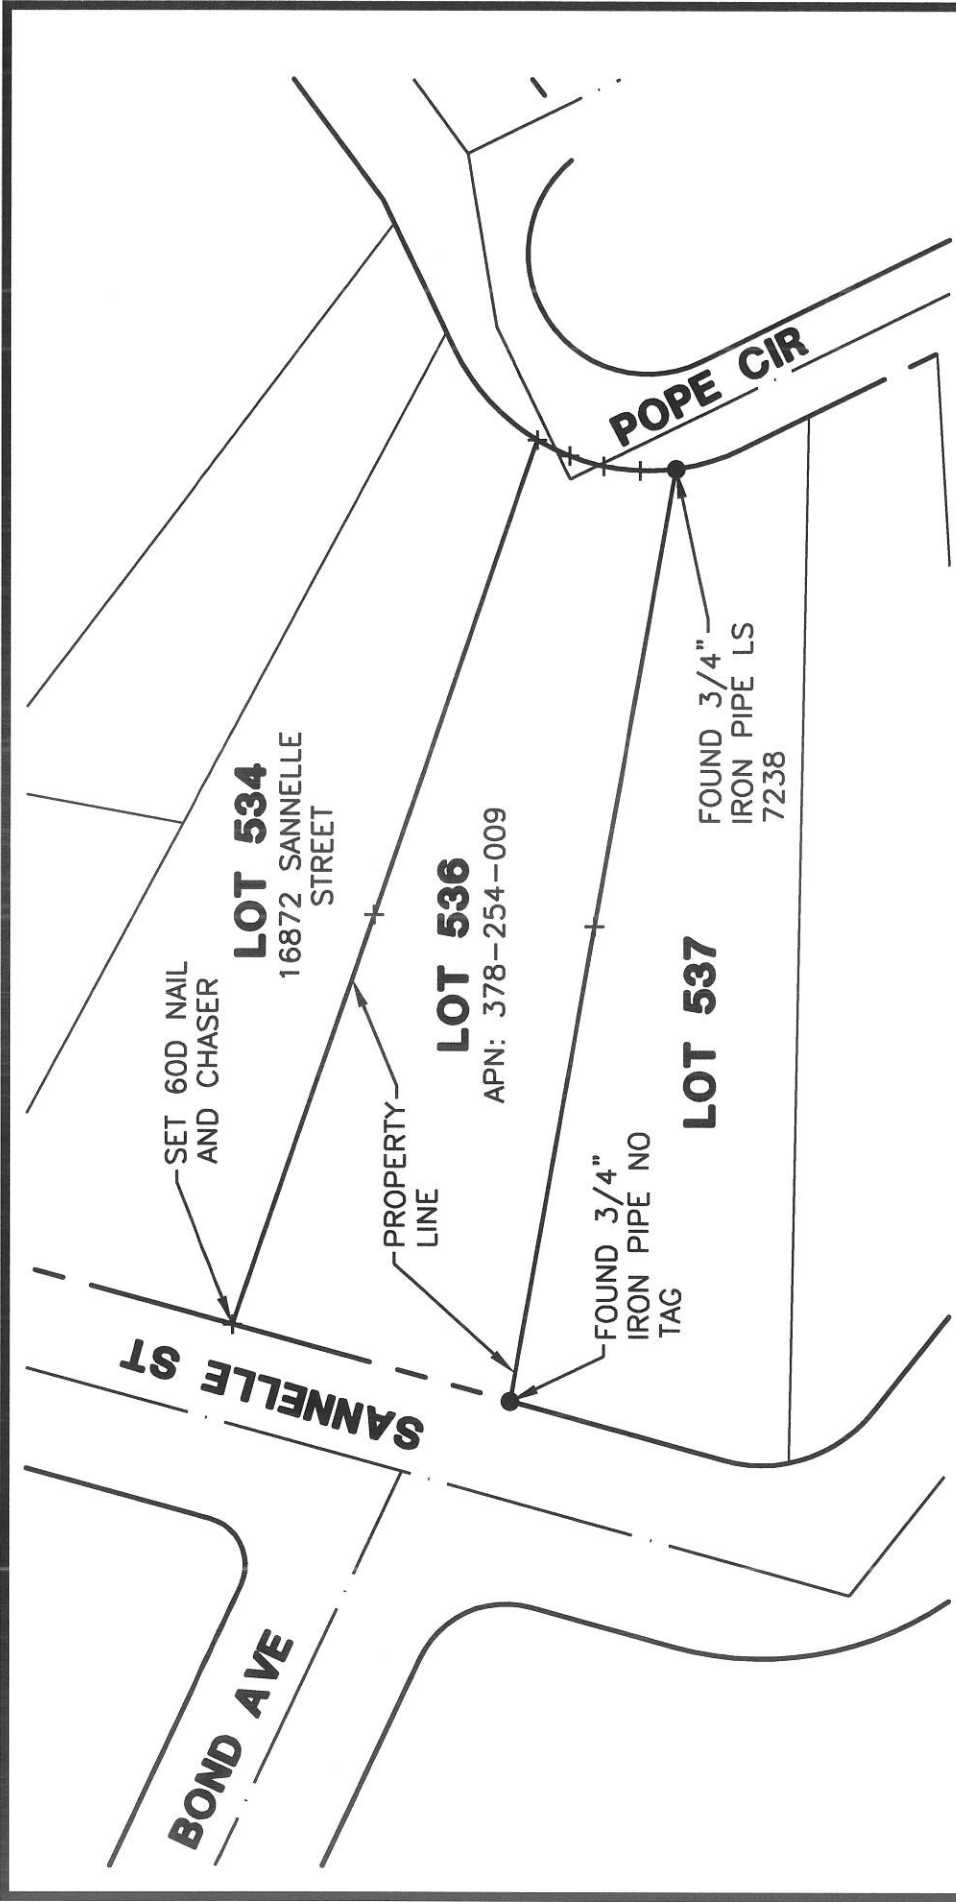 BOND AVE
SANNELLE ST
SET 60D NAIL
AND CHASER
LOT 534
16872 SANNELLE
STREET
PROPERTY
LINE
LOT 536
APN: 378-254-009
FOUND 3/4"
IRON PIPE NO
TAG
LOT 537
FOUND 3/4"
IRON PIPE LS
7238
POPE CIR